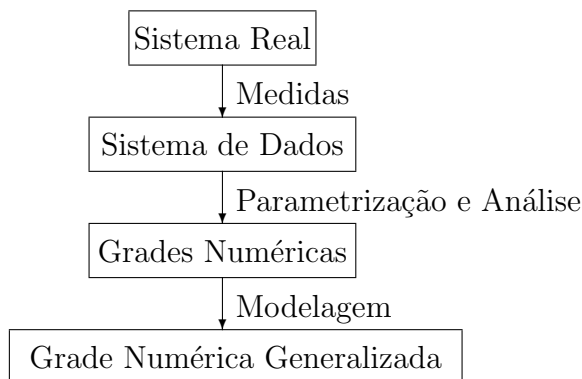 Sistema Real
Medidas
Sistema de Dados
Parametrização e Análise
Grades Numéricas
Modelagem
Grade Numérica Generalizada